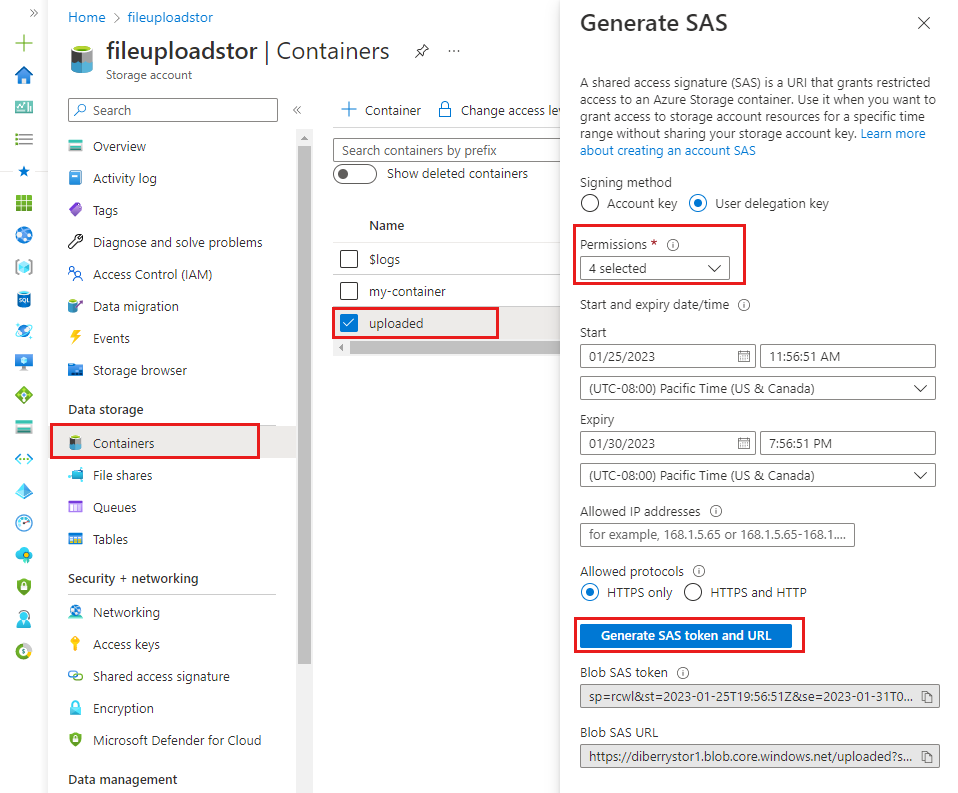 Home > fileuploadstor
fileuploadstor | Containers
Storage account
Search
Overview
Activity log
Tags
Diagnose and solve problems
Access Control (IAM)
Data migration
Events
Storage browser
Data storage
Containers
File shares
Queues
Tables
Security + networking
Networking
Access keys
Shared access signature
Encryption
Microsoft Defender for Cloud
Data management
Container
Change access lev
Search containers by prefix
Show deleted containers
Name
$logs
my-container
uploaded
Generate SAS
A shared access signature (SAS) is a URI that grants restricted
access to an Azure Storage container. Use it when you want to
grant access to storage account resources for a specific time
range without sharing your storage account key. Learn more
about creating an account SAS
Signing method
Account key
User delegation key
Permissions *
4 selected
Start and expiry date/time
Start
01/25/2023
11:56:51 AM
(UTC-08:00) Pacific Time (US & Canada)
Expiry
01/30/2023
7:56:51 PM
(UTC-08:00) Pacific Time (US & Canada)
Allowed IP addresses
for example, 168.1.5.65 or 168.1.5.65-168.1....
Allowed protocols
HTTPS only
HTTPS and HTTP
Generate SAS token and URL
Blob SAS token
sp=rcwl&st=2023-01-25T19:56:51Z&se=2023-01-31T0...
Blob SAS URL
https://diberrystor1.blob.core.windows.net/uploaded?s...